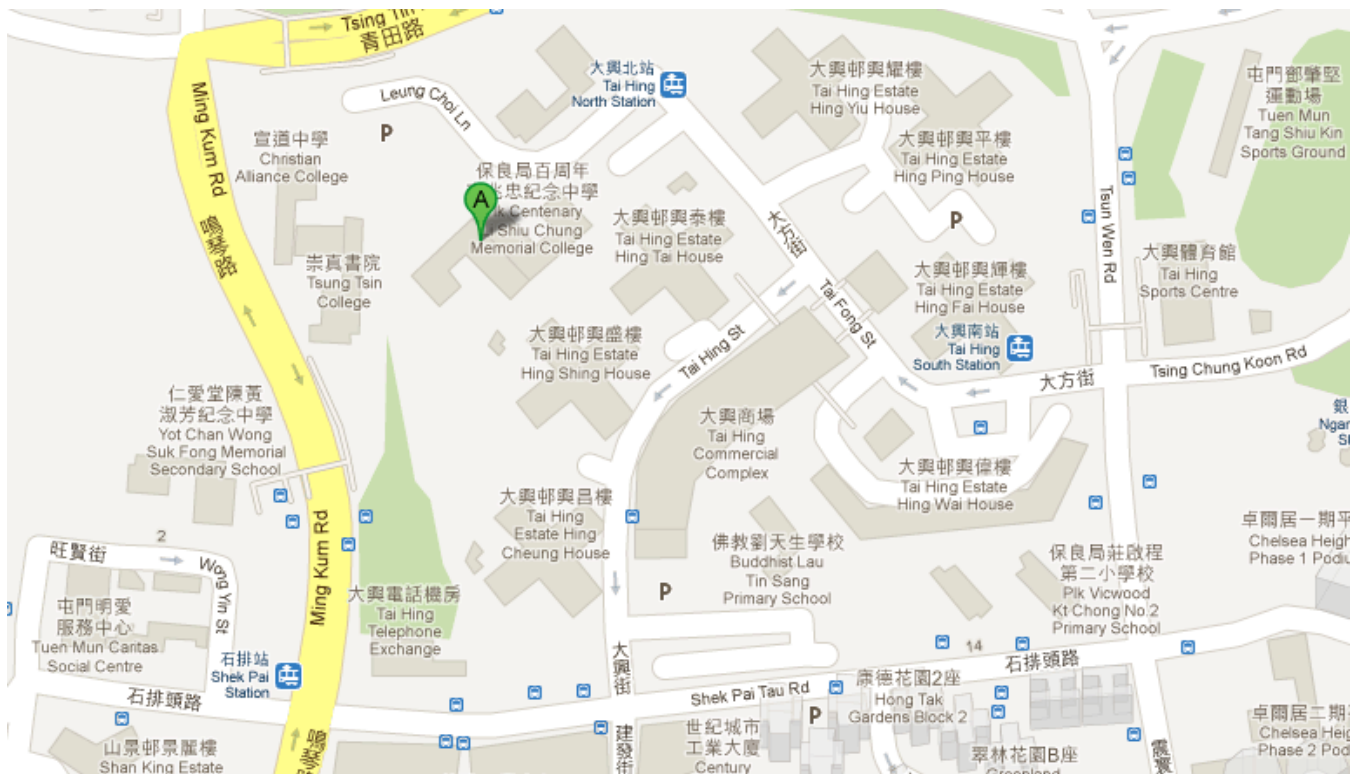 Tsing Tin
青田路
Ming Kum Rd
鳴琴路
Leung Choi Ln
P
大興北站
Tai Hing
North Station
大興邨興耀樓
Tai Hing Estate
Hing Yiu House
大興邨興平樓
Tai Hing Estate
Hing Ping House
屯門鄧肇堅
運動場
Tuen Mun
Tang Shiu Kin
Sports Ground
宣道中學
Christian
Alliance College
保良局百周年
兆忠紀念中學
A
Centenary
Shiu Chung
Memorial College
崇真書院
Tsung Tsin
College
大興邨興泰樓
Tai Hing Estate
Hing Tai House
大方街
P
Tsun Wen Rd
大興體育館
Tai Hing
Sports Centre
大興邨興輝樓
Tai Hing Estate
Hing Fai House
Tai Fong St
大興南站
Tai Hing
South Station
大興邨興盛樓
Tai Hing Estate
Hing Shing House
Tai Hing St
大方街
Tsing Chung Koon Rd
仁愛堂陳黃
淑芳紀念中學
Yot Chan Wong
Suk Fong Memorial
Secondary School
大興商場
Tai Hing
Commercial
Complex
銀
Ngan
大興邨興偉樓
Tai Hing Estate
Hing Wai House
大興邨興昌樓
Tai Hing
Estate Hing
Cheung House
Ming Kum Rd
2
旺賢街
Wong Yin St
佛教劉天生學校
Buddhist Lau
Tin Sang
Primary School
保良局莊啟程
第二小學校
Plk Vicwood
Kt Chong No.2
Primary School
卓爾居一期平
Chelsea Heigh
Phase 1 Podiu
P
大興電話機房
Tai Hing
Telephone
Exchange
屯門明愛
服務中心
Tuen Mun Caritas
Social Centre
石排站
Shek Pai
Station
大興街
14
石排頭路
石排頭路
Shek Pai Tau Rd
康德花園2座
Hong Tak
Gardens Block 2
P
世紀城市
工業大廈
Century
建發街
山景邨景麗樓
Shan King Estate
翠林花園B座
Greenland
卓爾居二期
Chelsea Heig
Phase 2 Pod